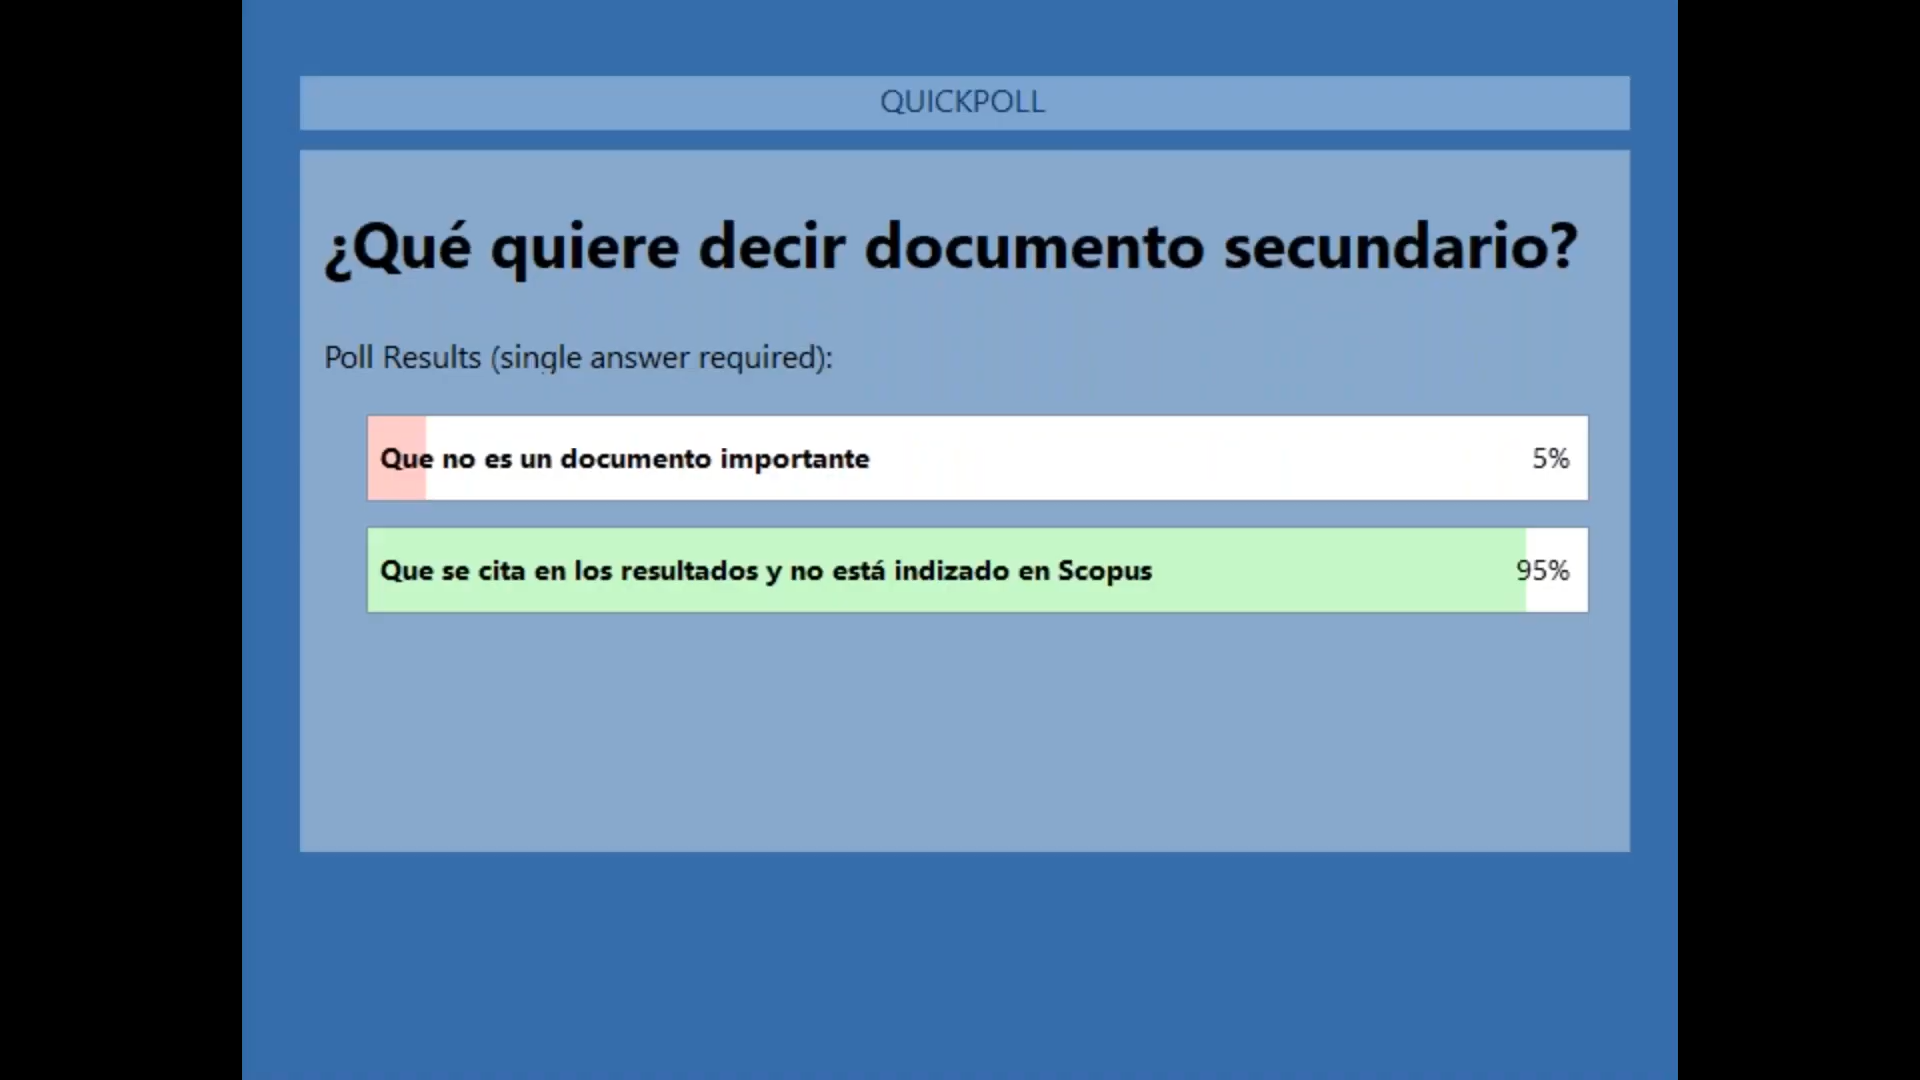 QUICKPOLL
¿Qué quiere decir documento secundario?
Poll Results (single answer required):
Que no es un documento importante 5%
Que se cita en los resultados y no está indizado en Scopus 95%